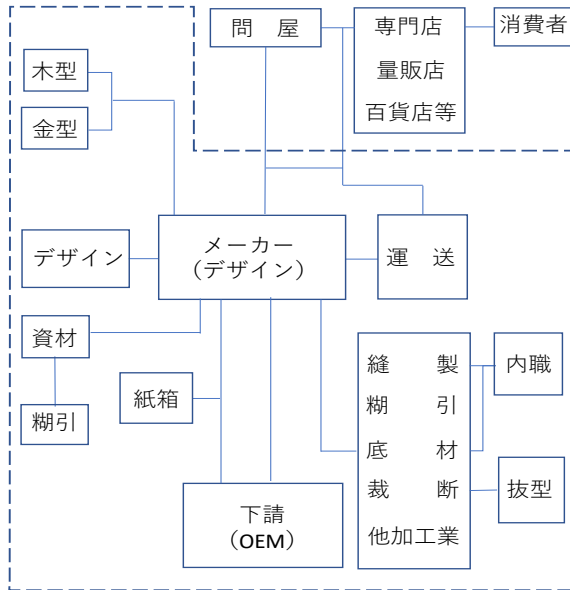 問　屋
専門店
量販店
百貨店等
消費者
木型
金型
デザイン
メーカー
（デザイン）
運　送
資材
糊引
紙箱
縫　製
糊　引
底　材
裁　断
他加工業
内職
抜型
下請
（OEM）